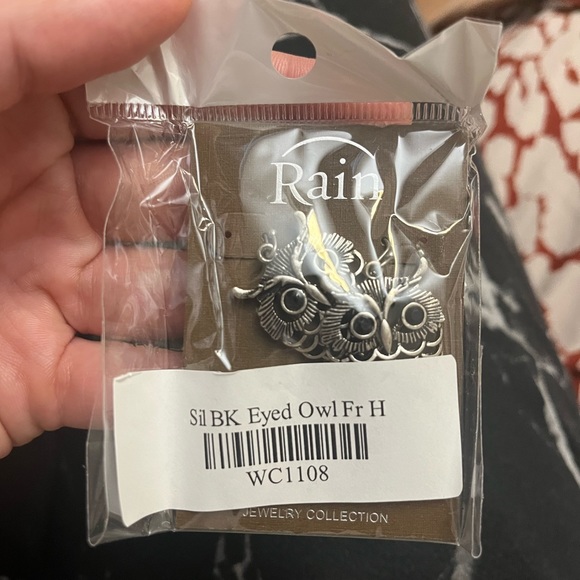 Rain
Sil BK Eyed Owl Fr H
WC1108
JEWELRY COLLECTION